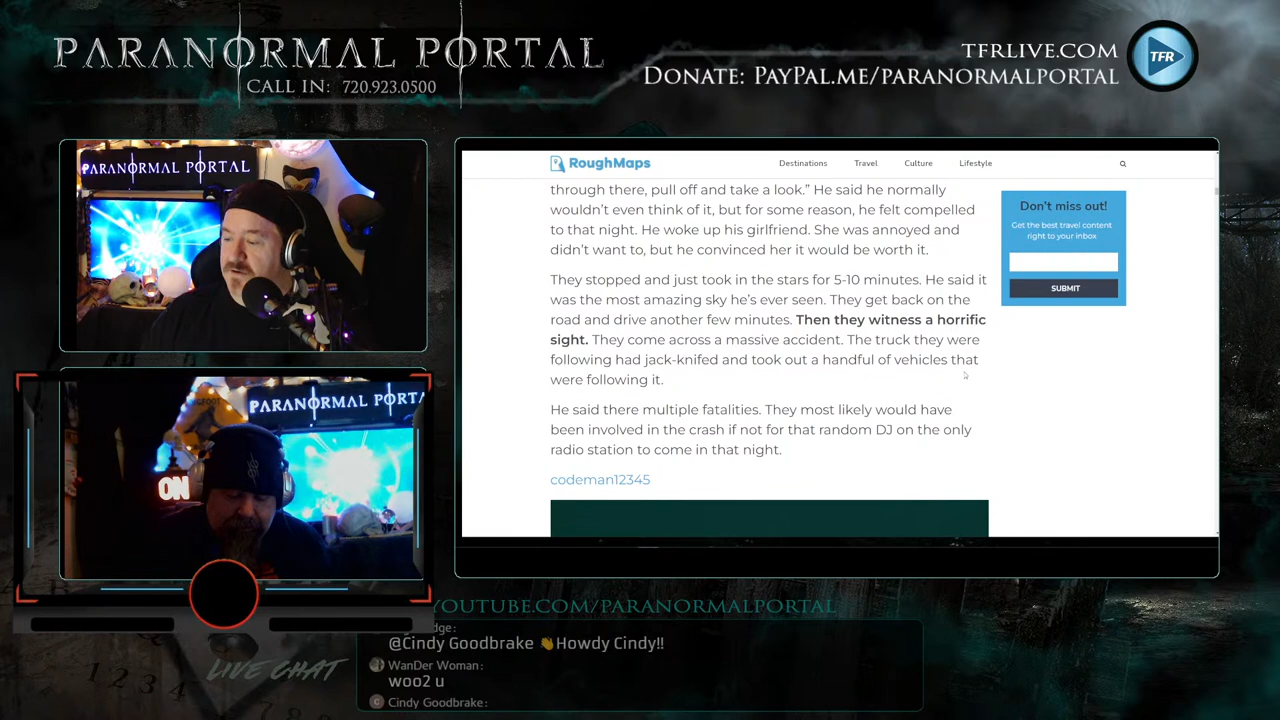 PARANORMAL PORTAL
CALL IN: 720.923.0500
TFRLIVE.COM
DONATE: PAYPAL.ME/PARANORMALPORTAL
TFR
PARANORMAL PORTAL
PARANORMAL PORTA
ON
RoughMaps
Destinations Travel Culture Lifestyle
through there, pull off and take a look.” He said he normally
wouldn’t even think of it, but for some reason, he felt compelled
to that night. He woke up his girlfriend. She was annoyed and
didn’t want to, but he convinced her it would be worth it.
They stopped and just took in the stars for 5-10 minutes. He said it
was the most amazing sky he’s ever seen. They get back on the
road and drive another few minutes. Then they witness a horrific
sight. They come across a massive accident. The truck they were
following had jack-knifed and took out a handful of vehicles that
were following it.
He said there multiple fatalities. They most likely would have
been involved in the crash if not for that random DJ on the only
radio station to come in that night.
codeman12345
Don’t miss out!
Get the best travel content
right to your inbox
SUBMIT
YOUTUBE.COM/PARANORMALPORTAL
LIVE CHAT
@Cindy Goodbrake 👋Howdy Cindy!!
WanDer Woman:
woo2 u
C Cindy Goodbrake: